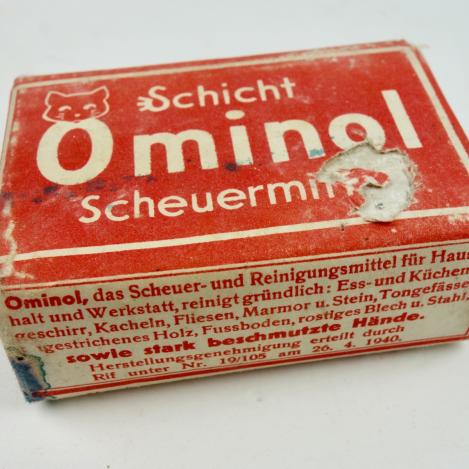 Schicht
Ominol
Scheuermitt
Ominol, das Scheuer- und Reinigungsmittel für Haus
halt und Werkstatt, reinigt gründlich: Ess- und Küchen
geschirr, Kacheln, Fliesen, Marmor u. Stein, Tongefässe
gestrichenes Holz, Fussboden, rostiges Blech u. Stahl
sowie stark beschmutzte Hände.
Herstellungsgenehmigung erteilt durch
Rif unter Nr. 19/105 am 26. 4. 1940.